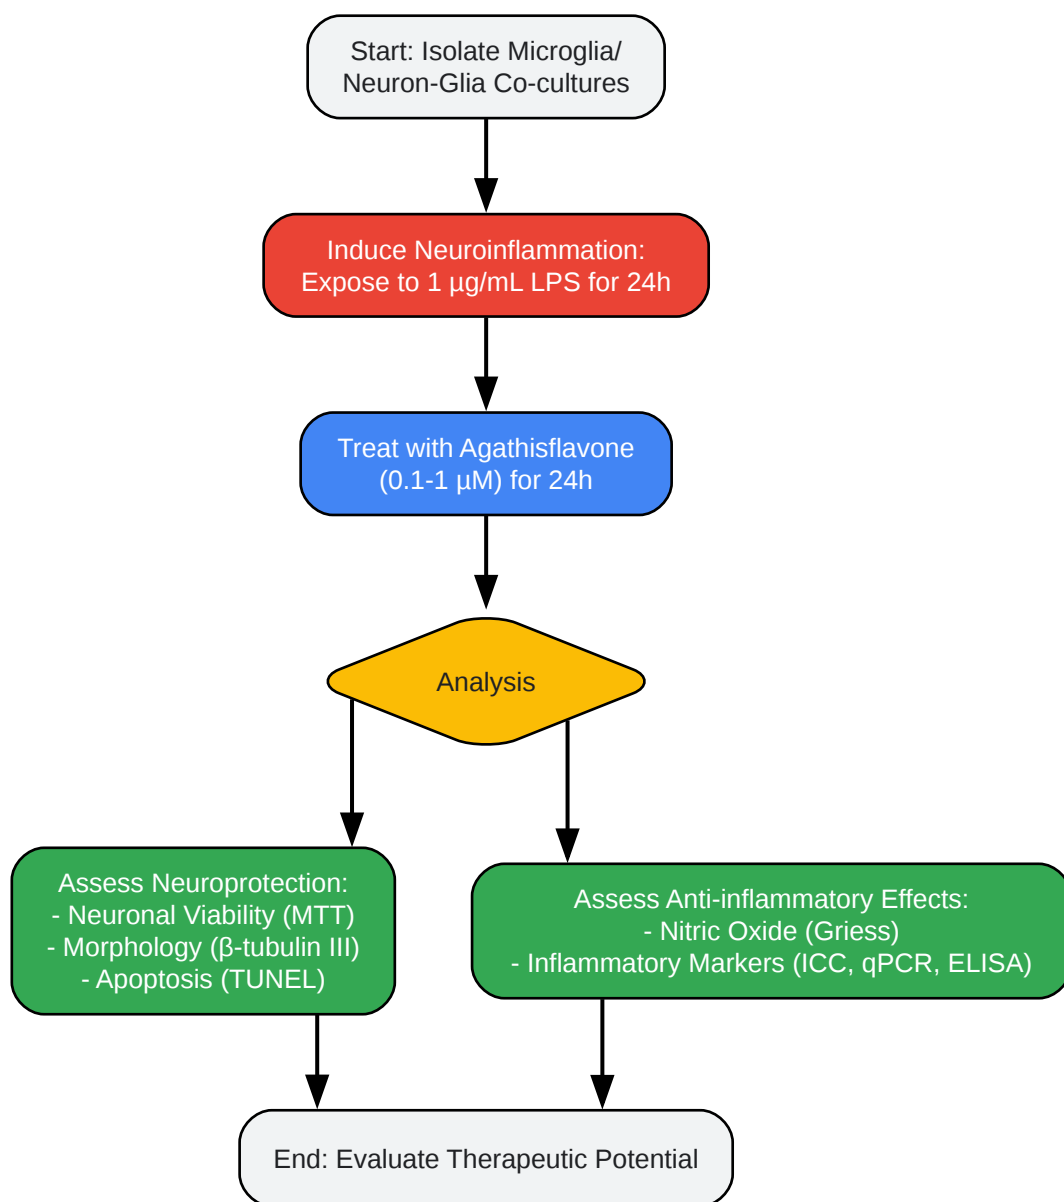 Start: Isolate Microglia/
Neuron-Glia Co-cultures
Induce Neuroinflammation:
Expose to 1 µg/mL LPS for 24h
Treat with Agathisflavone
(0.1-1 µM) for 24h
Analysis
Assess Neuroprotection:
- Neuronal Viability (MTT)
- Morphology (β-tubulin III)
- Apoptosis (TUNEL)
Assess Anti-inflammatory Effects:
- Nitric Oxide (Griess)
- Inflammatory Markers (ICC, qPCR, ELISA)
End: Evaluate Therapeutic Potential